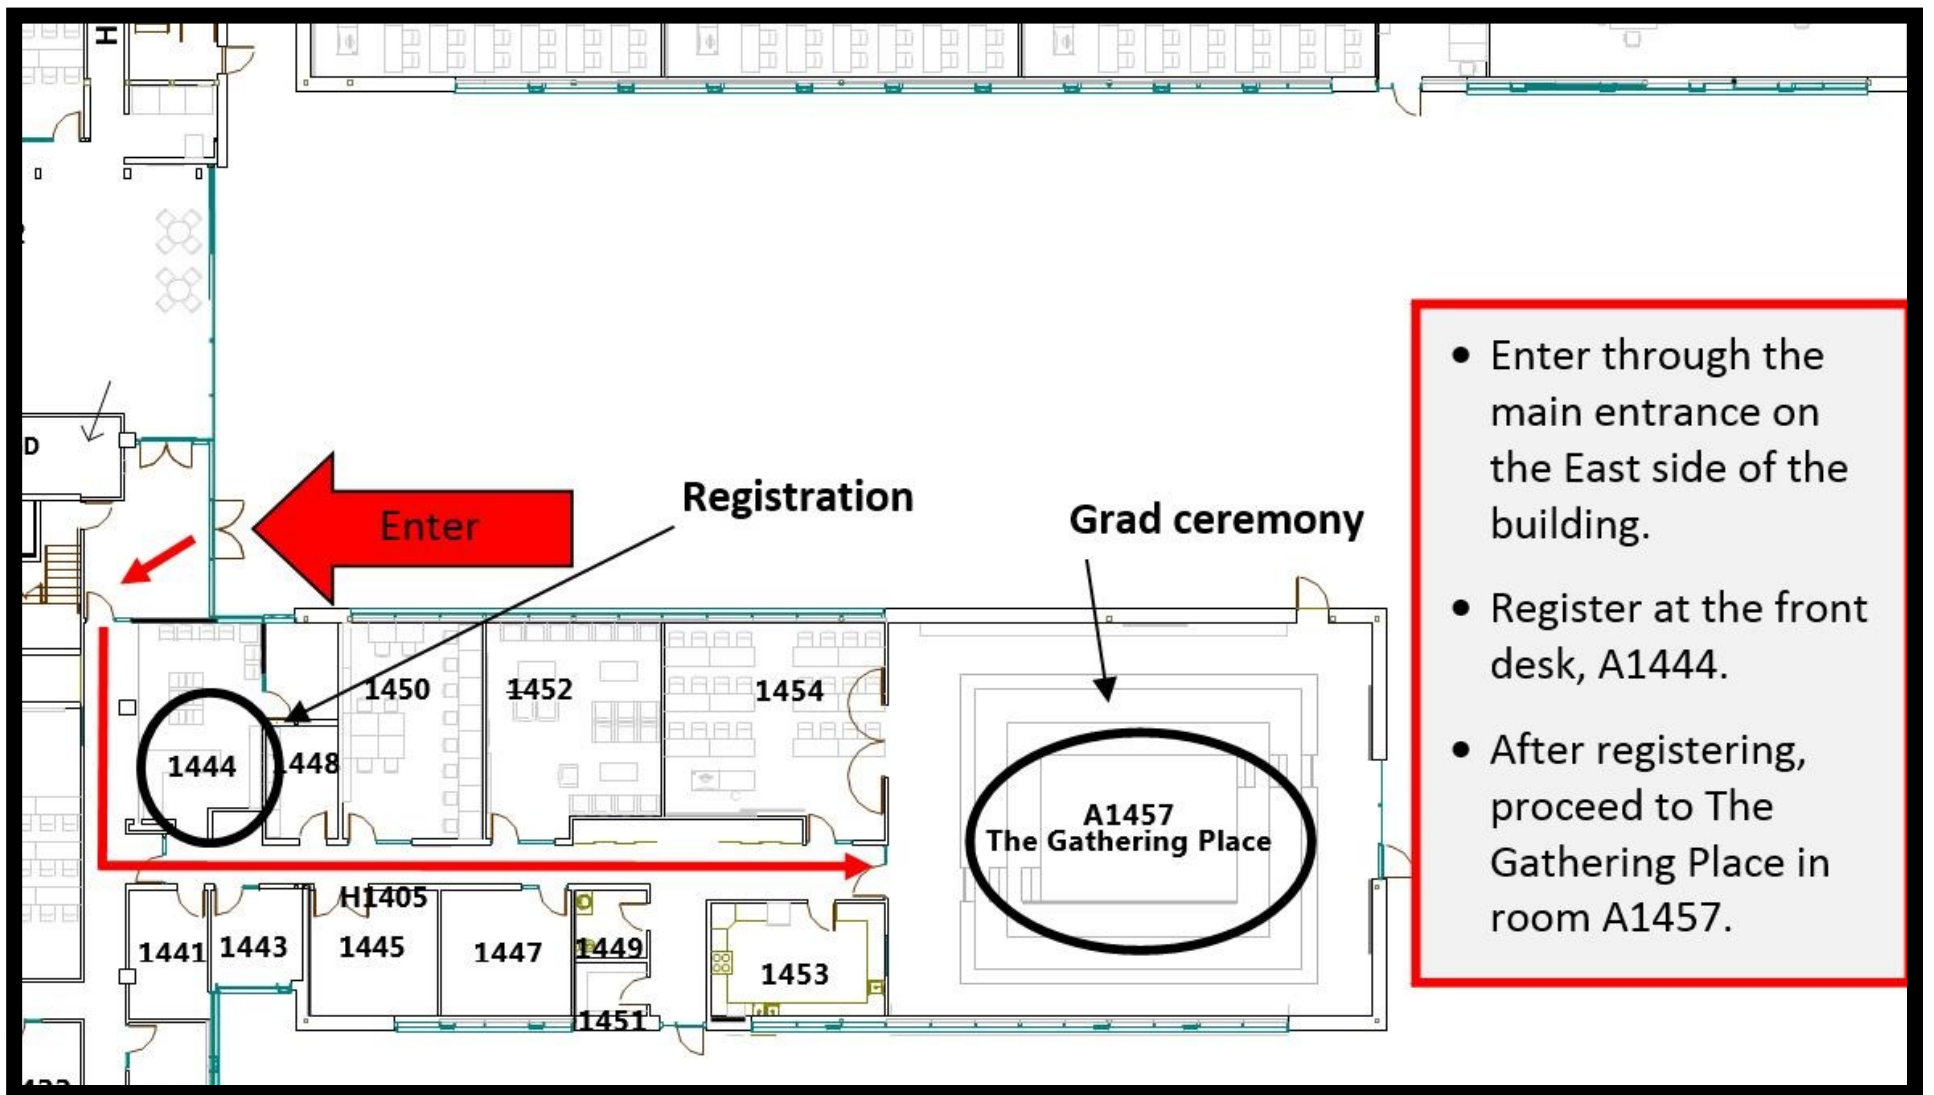 H
D
Enter
Registration
Grad ceremony
1450
1452
1454
1444
1448
A1457
The Gathering Place
H1405
1441
1443
1445
1447
1449
1453
1451
• Enter through the
main entrance on
the East side of the
building.
• Register at the front
desk, A1444.
• After registering,
proceed to The
Gathering Place in
room A1457.